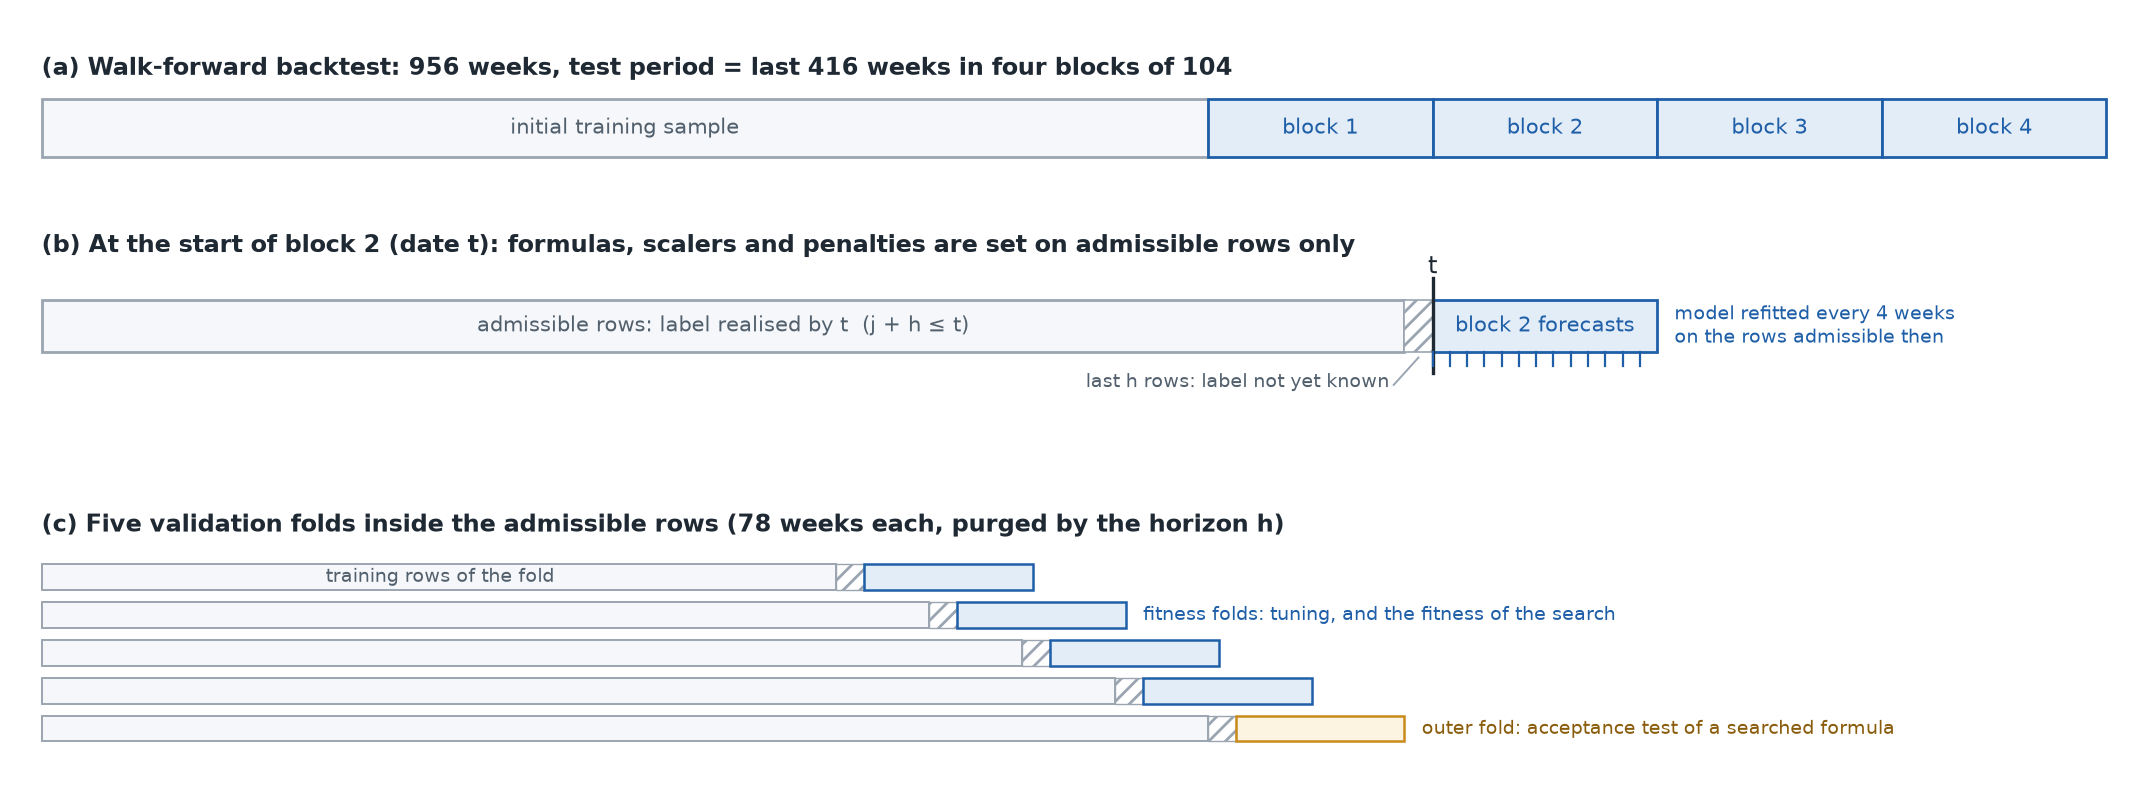 (a) Walk-forward backtest: 956 weeks, test period = last 416 weeks in four blocks of 104
initial training sample
block 1
block 2
block 3
block 4
(b) At the start of block 2 (date t): formulas, scalers and penalties are set on admissible rows only
t
admissible rows: label realised by t (j + h ≤ t)
block 2 forecasts
model refitted every 4 weeks
on the rows admissible then
last h rows: label not yet known
(c) Five validation folds inside the admissible rows (78 weeks each, purged by the horizon h)
training rows of the fold
fitness folds: tuning, and the fitness of the search
outer fold: acceptance test of a searched formula